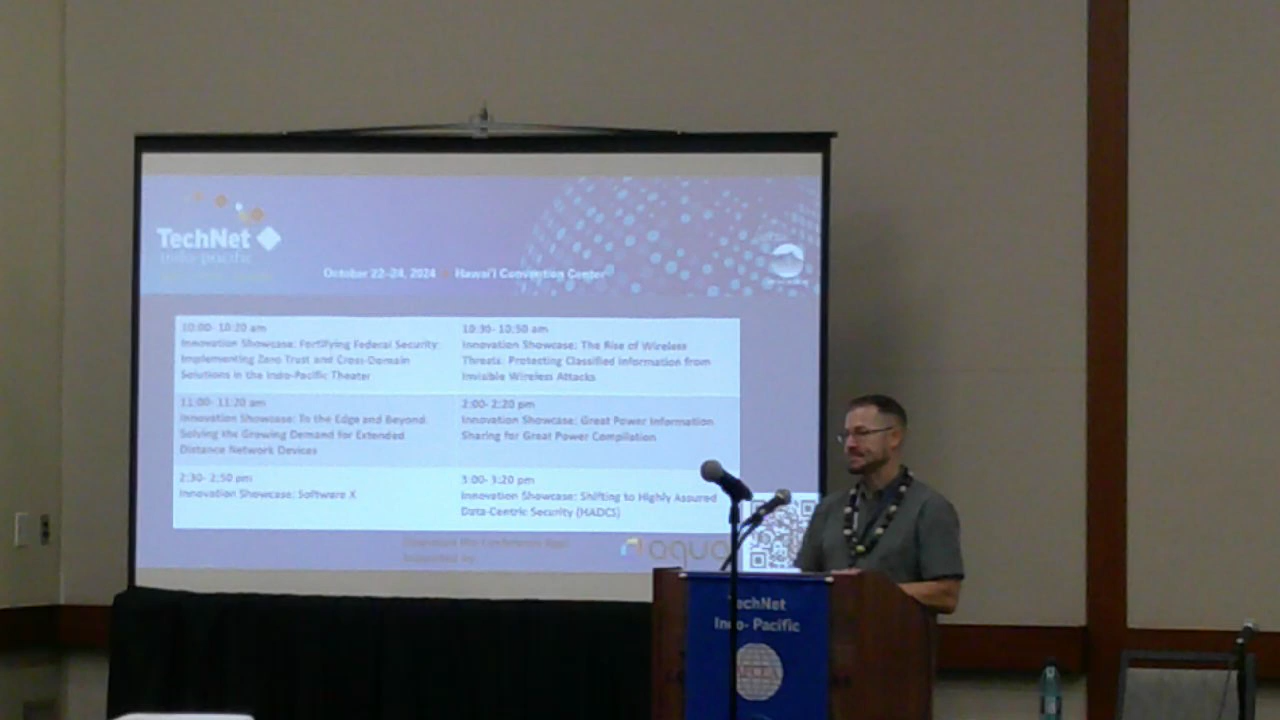 TechNet
Indo-Pacific
October 22-24, 2024 Hawai'i Convention Center
10:00- 10:20 am
Innovation Showcase: Fortifying Federal Security
Implementing Zero Trust and Cross-Domain
Solutions in the Indo-Pacific Theater
10:30- 10:50 am
Innovation Showcase: The Rise of Wireless
Threats: Protecting Classified Information from
Invisible Wireless Attacks
11:00- 11:20 am
Innovation Showcase: To the Edge and Beyond
Solving the Growing Demand for Extended
Distance Network Devices
2:00- 2:20 pm
Innovation Showcase: Great Power Information
Sharing for Great Power Compilation
2:30- 2:50 pm
Innovation Showcase: Software X
3:00- 3:20 pm
Innovation Showcase: Shifting to Highly Assured
Data-Centric Security (HADCS)
aqua
TechNet
Indo- Pacific
AFCEA